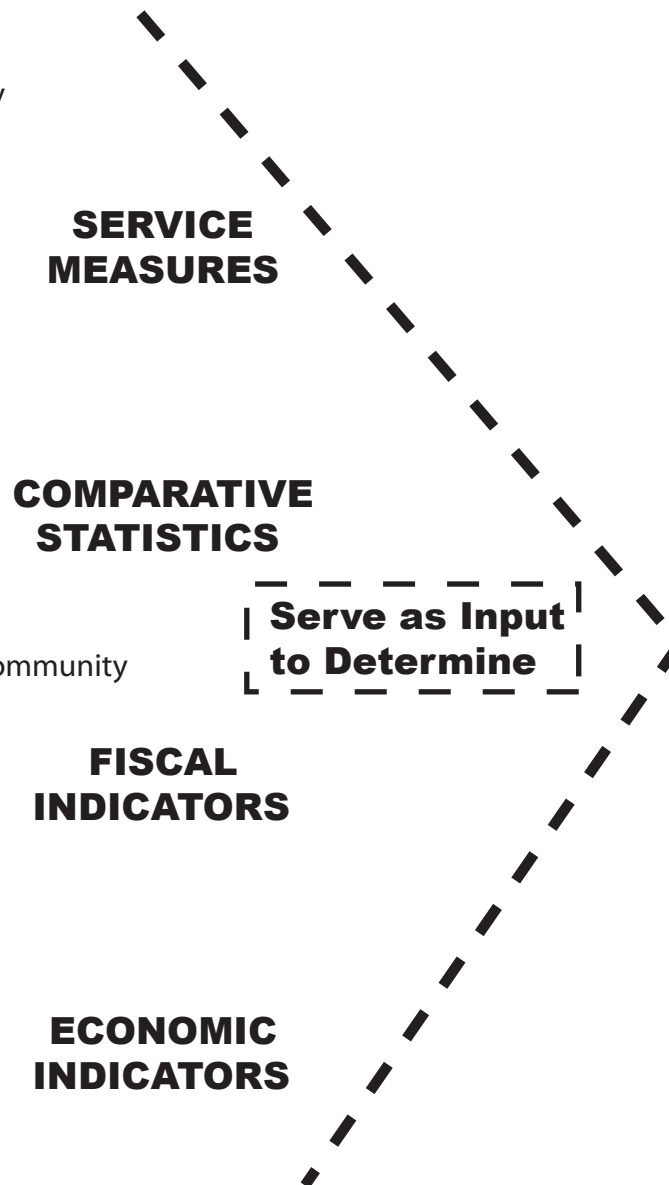 SERVICE
MEASURES
COMPARATIVE
STATISTICS
Serve as Input
to Determine
FISCAL
INDICATORS
ECONOMIC
INDICATORS